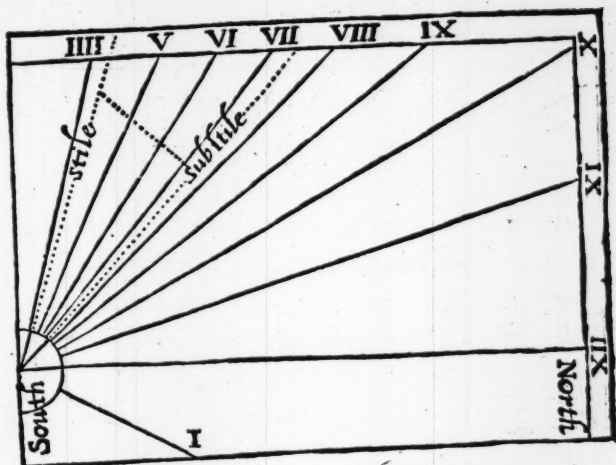 IIII V VI VII VIII IX
X
XI
XII
I
stile
subſtile
South
North